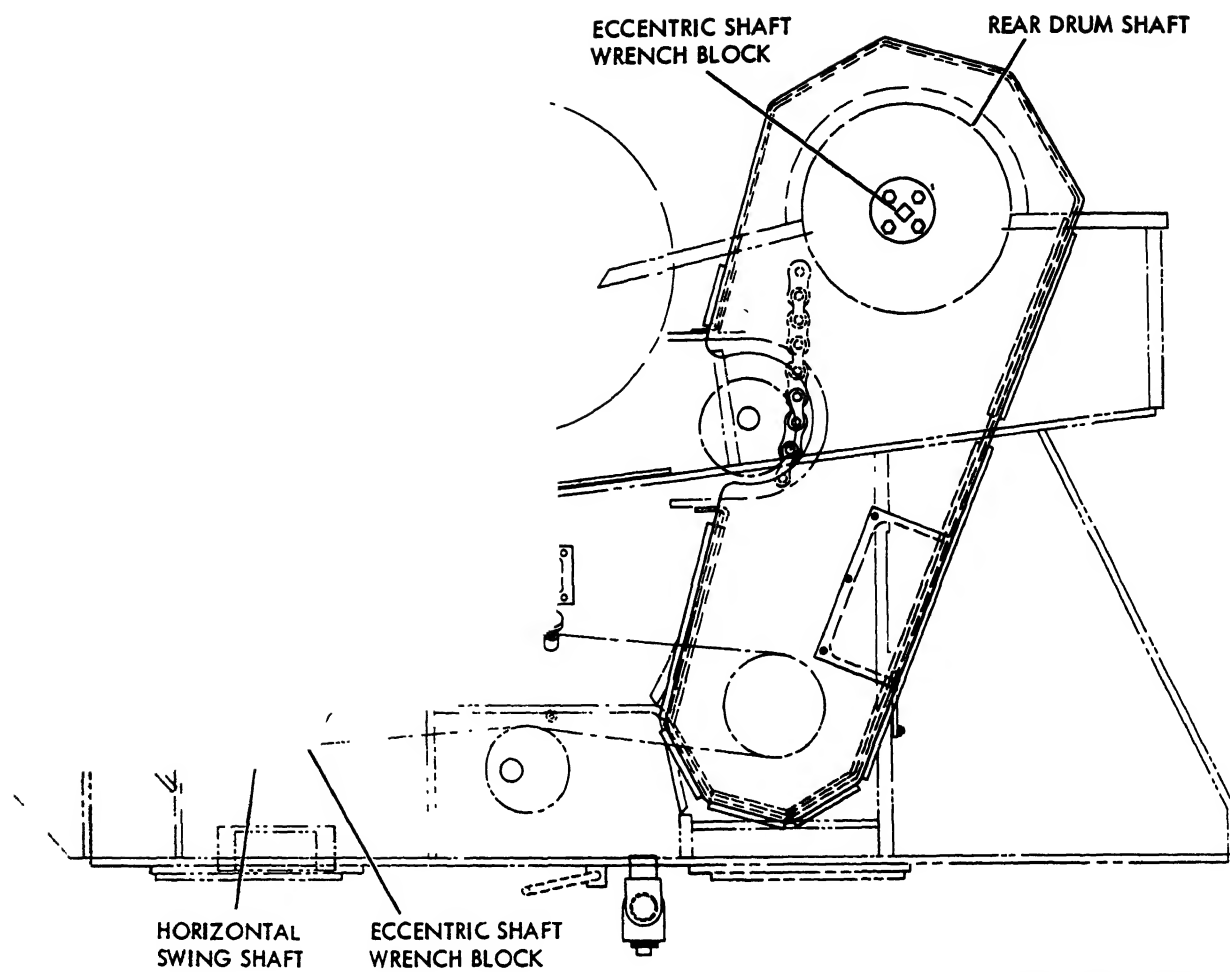 ECCENTRIC SHAFT
WRENCH BLOCK
REAR DRUM SHAFT
HORIZONTAL
SWING SHAFT
ECCENTRIC SHAFT
WRENCH BLOCK